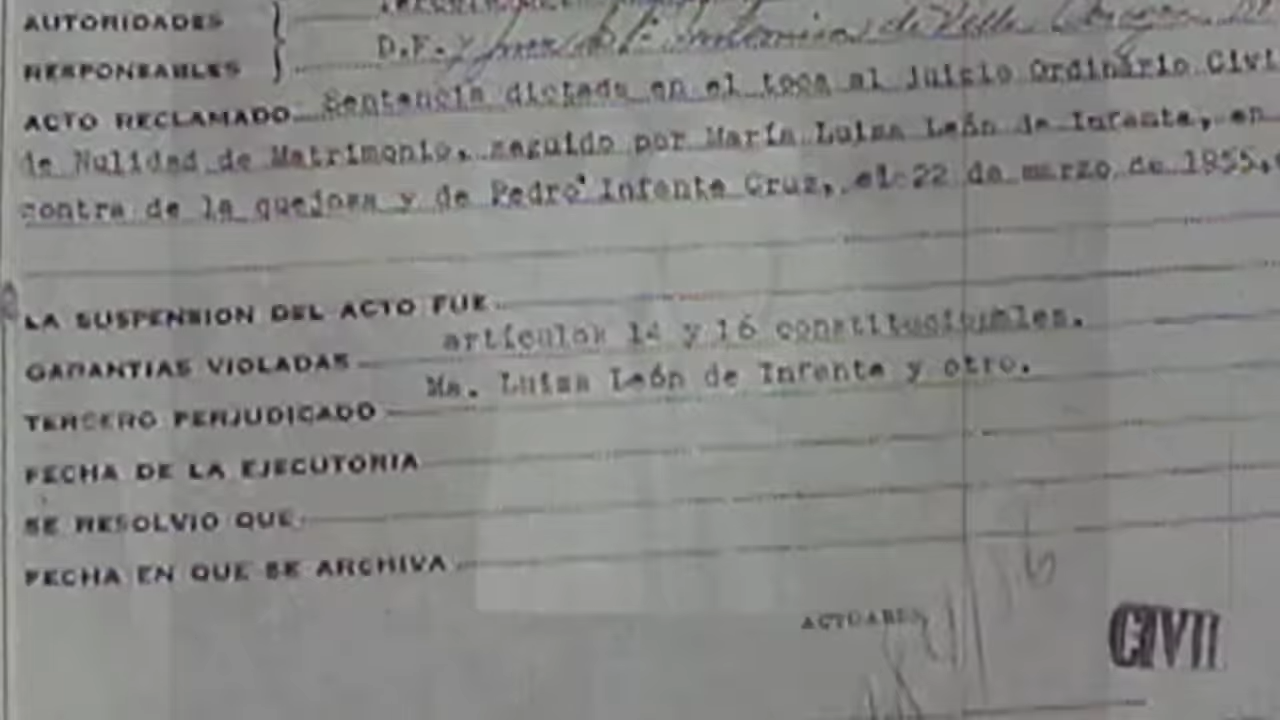 AUTORIDADES
RESPONSABLES
D.F. y
ACTO RECLAMADO Sentencia dictada en el toca al juicio Ordinario Civi
de Nulidad de Matrimonio, seguido por María Luisa León de Infante, en
contra de la quejosa y de Pedro Infante Cruz, el 22 de marzo de 1955,
LA SUSPENSION DEL ACTO FUE
GARANTIAS VIOLADAS artículos 14 y 16 constitucionales.
TERCERO PERJUDICADO Ma. Luisa León de Infante y otro.
FECHA DE LA EJECUTORIA
SE RESOLVIO QUE
FECHA EN QUE SE ARCHIVA
CIVIL